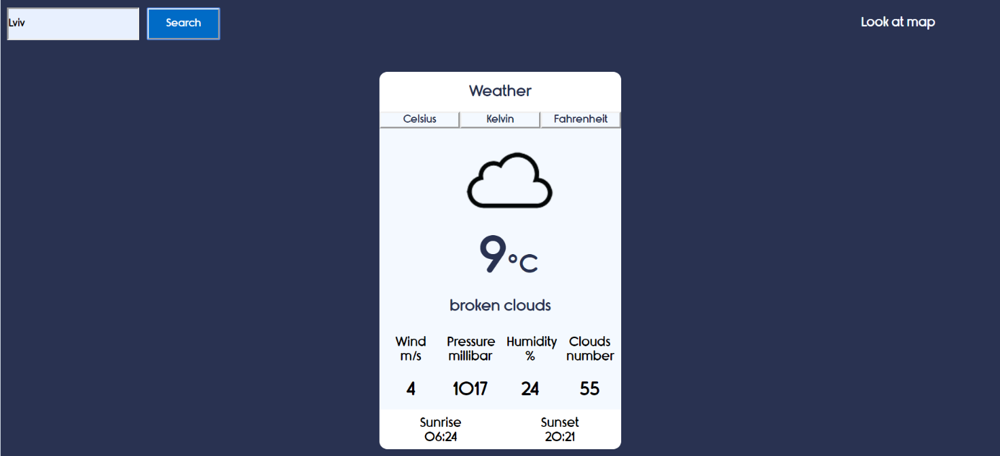 Lviv
Search
Look at map
Weather
Celsius
Kelvin
Fahrenheit
9°C
broken clouds
Wind Pressure Humidity Clouds
m/s millibar % number
4 1017 24 55
Sunrise Sunset
06:24 20:21